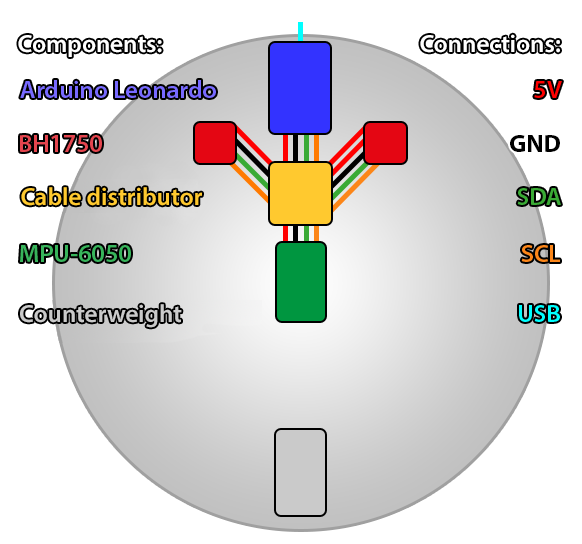 Components:
Connections:
Arduino Leonardo
5V
BH1750
GND
Cable distributor
SDA
MPU-6050
SCL
Counterweight
USB